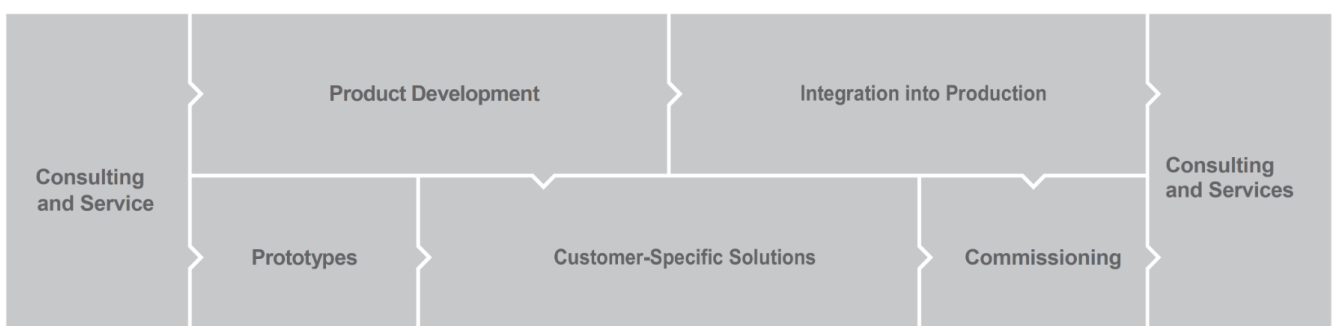 Consulting
and Service
Product Development
Integration into Production
Prototypes
Customer-Specific Solutions
Commissioning
Consulting
and Services